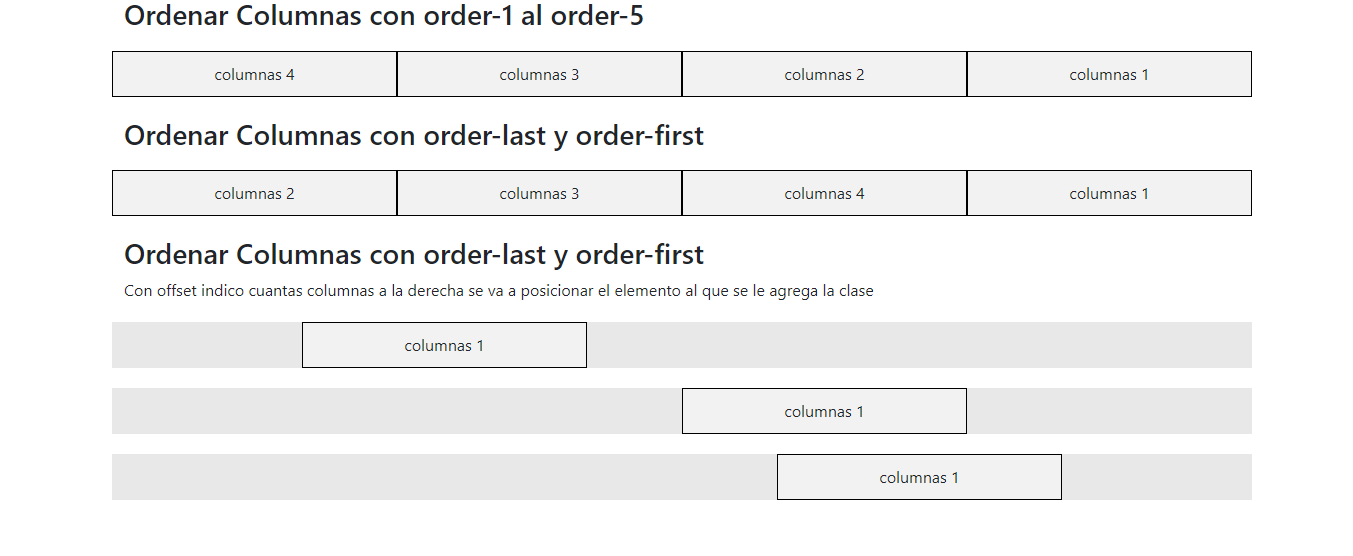 Ordenar Columnas con order-1 al order-5
columnas 4 columnas 3 columnas 2 columnas 1
Ordenar Columnas con order-last y order-first
columnas 2 columnas 3 columnas 4 columnas 1
Ordenar Columnas con order-last y order-first
Con offset indico cuantas columnas a la derecha se va a posicionar el elemento al que se le agrega la clase
columnas 1
columnas 1
columnas 1